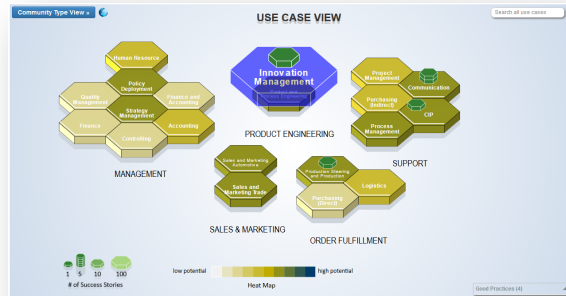 Community Type View »
USE CASE VIEW
Search all use cases
Human Resource
Policy
Deployment
Quality
Management
Finance and
Accounting
Strategic
Management
Finance
Accounting
Controlling
MANAGEMENT
Innovation
Management
PRODUCT ENGINEERING
Project
Management
Communication
Purchasing
(Indirect)
CIP
Process
Management
SUPPORT
Sales and Marketing
Automotive
Sales and
Marketing Trade
SALES & MARKETING
Production Steering
and Production
Logistics
Purchasing
(Direct)
ORDER FULFILLMENT
1 5 10 100
# of Success Stories
low potential
high potential
Heat Map
Good Practices (4)